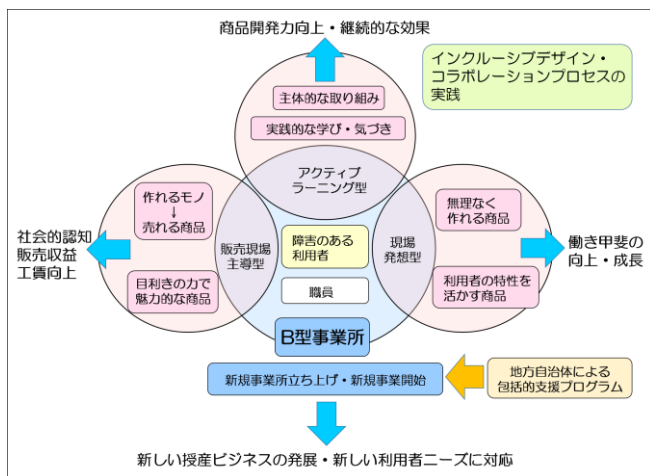 商品開発力向上・継続的な効果
インクルーシブデザイン・
コラボレーションプロセスの
実践
主体的な取り組み
実践的な学び・気づき
アクティブ
ラーニング型
作れるモノ
↓
売れる商品
目利きの力で
魅力的な商品
社会的認知
販売収益
工賃向上
販売現場
主導型
障害のある
利用者
職員
現場
発想型
無理なく
作れる商品
利用者の特性を
活かす商品
働き甲斐の
向上・成長
B型事業所
新規事業所立ち上げ・新規事業開始
地方自治体による
包括的支援プログラム
新しい授産ビジネスの発展・新しい利用者ニーズに対応